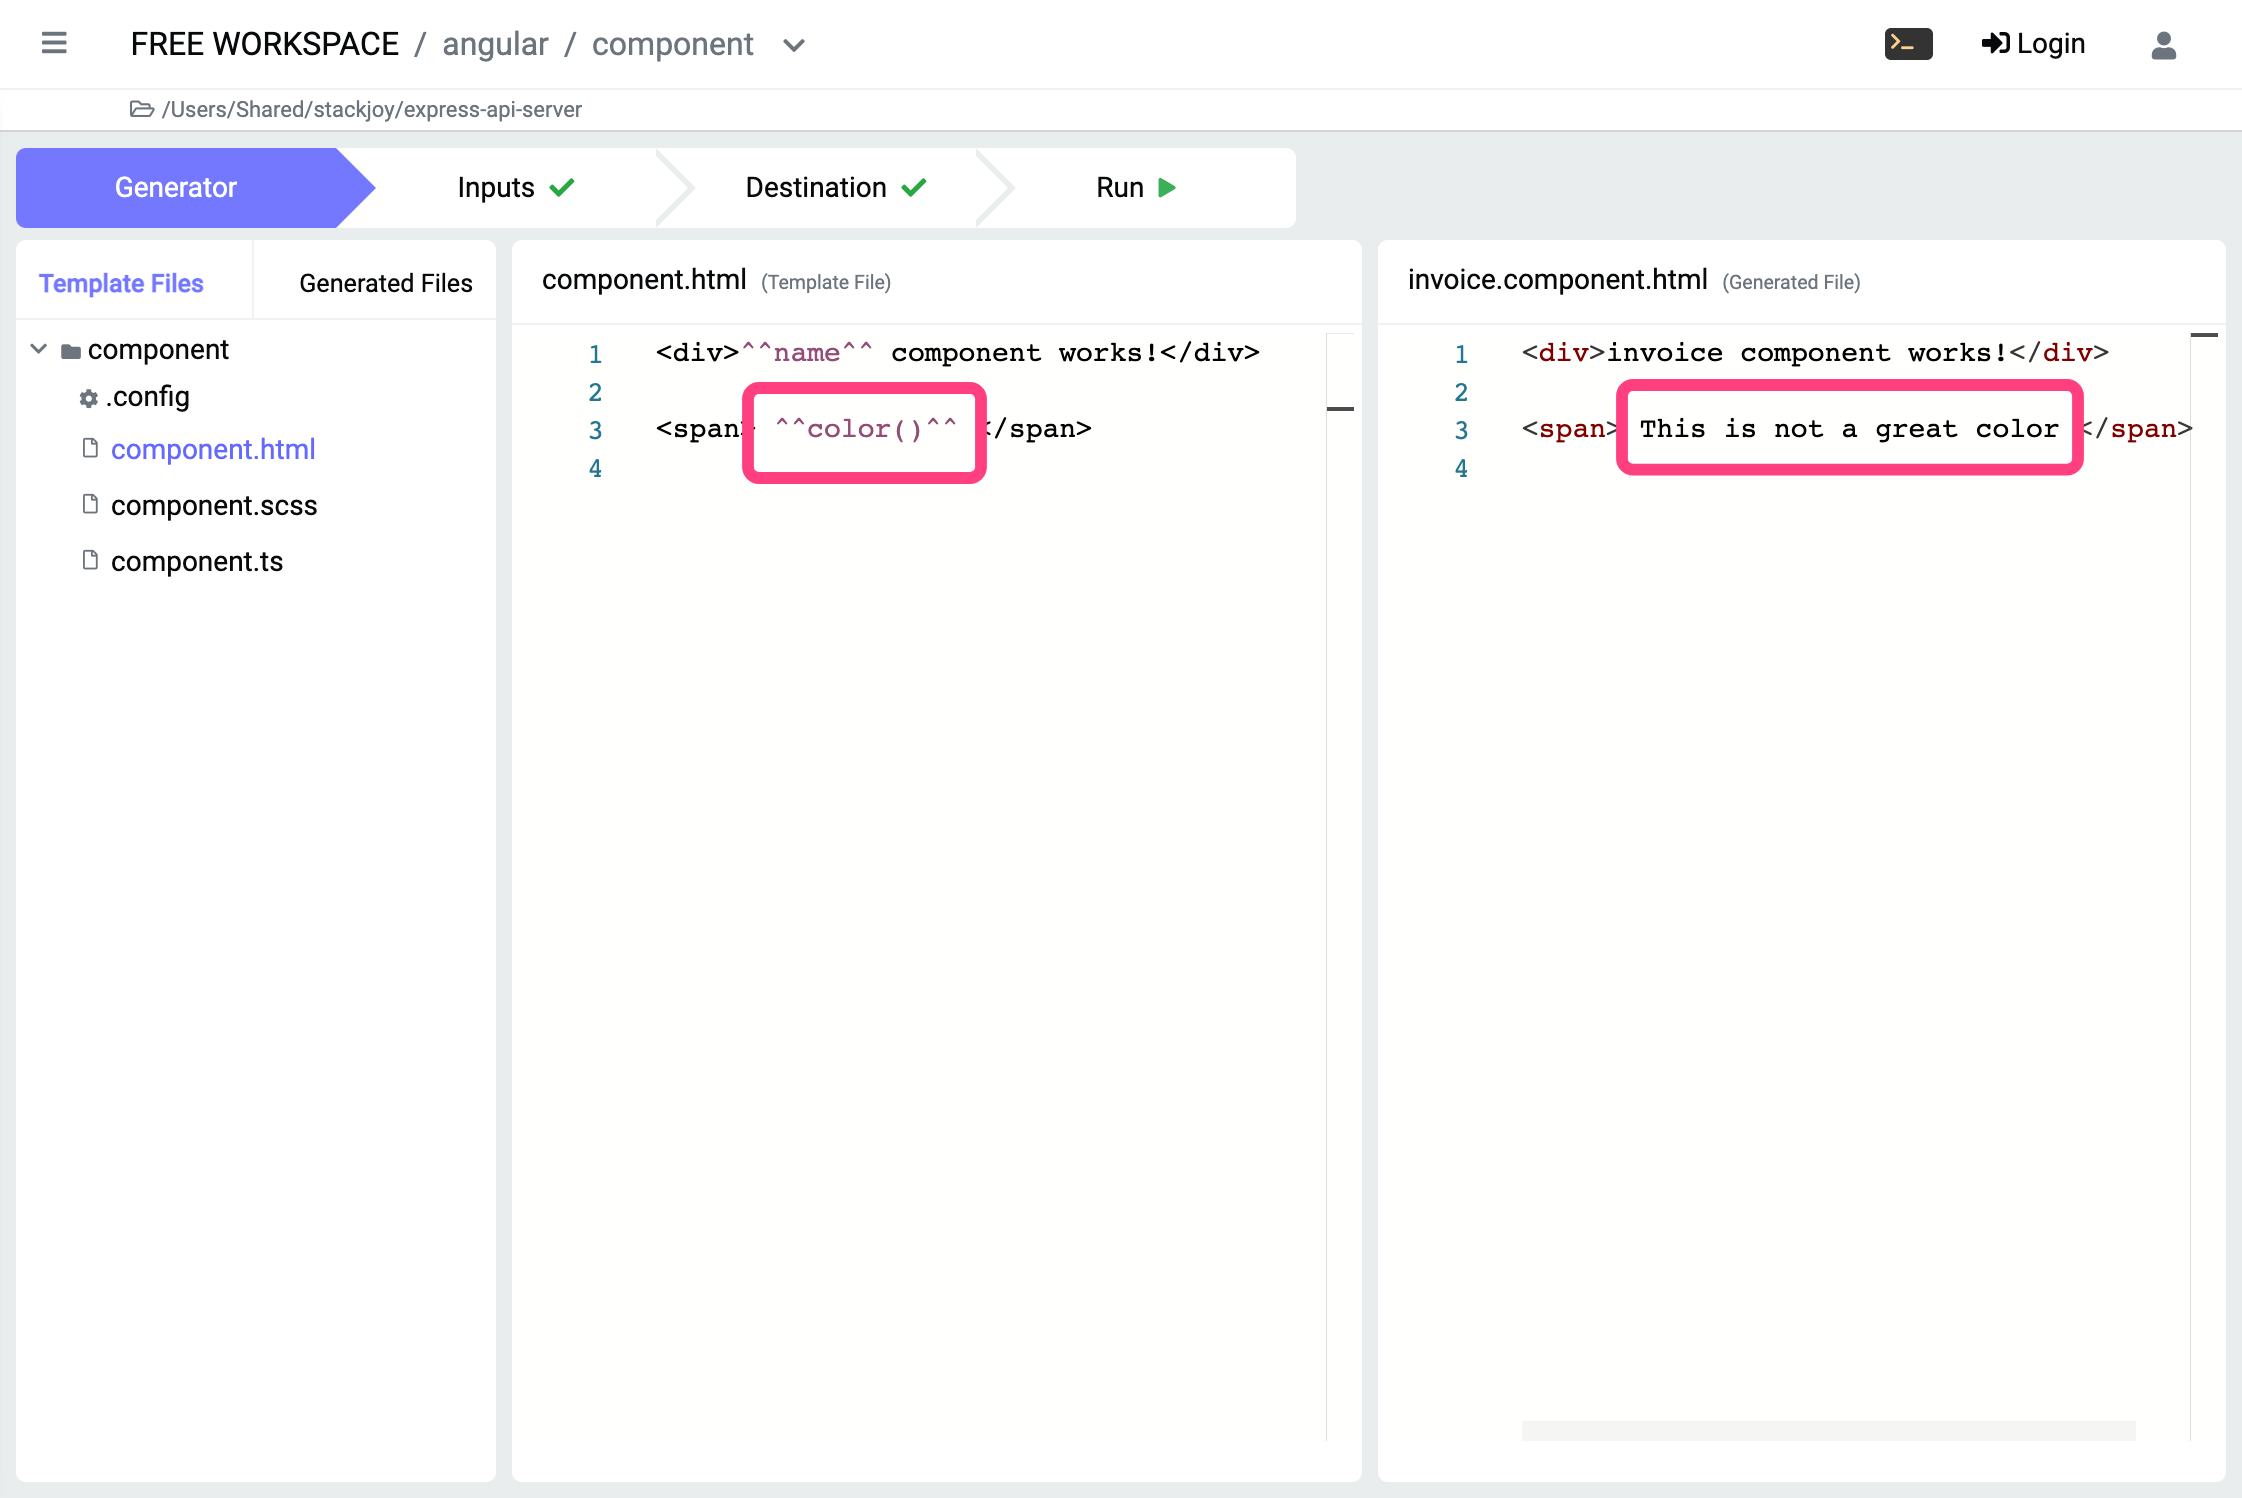 FREE WORKSPACE / angular / component
Login
/Users/Shared/stackjoy/express-api-server
Generator
Inputs
Destination
Run
Template Files
Generated Files
component
.config
component.html
component.scss
component.ts
component.html (Template File)
1 <div>^^name^^ component works!</div>
2
3 <span> ^^color()^^ </span>
4
invoice.component.html (Generated File)
1 <div>invoice component works!</div>
2
3 <span> This is not a great color </span>
4